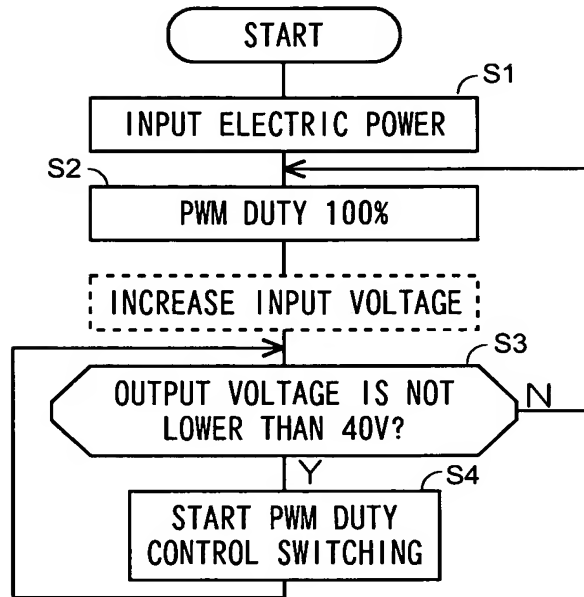 START
S1
INPUT ELECTRIC POWER
S2
PWM DUTY 100%
INCREASE INPUT VOLTAGE
S3
OUTPUT VOLTAGE IS NOT
LOWER THAN 40V?
N
Y
S4
START PWM DUTY
CONTROL SWITCHING